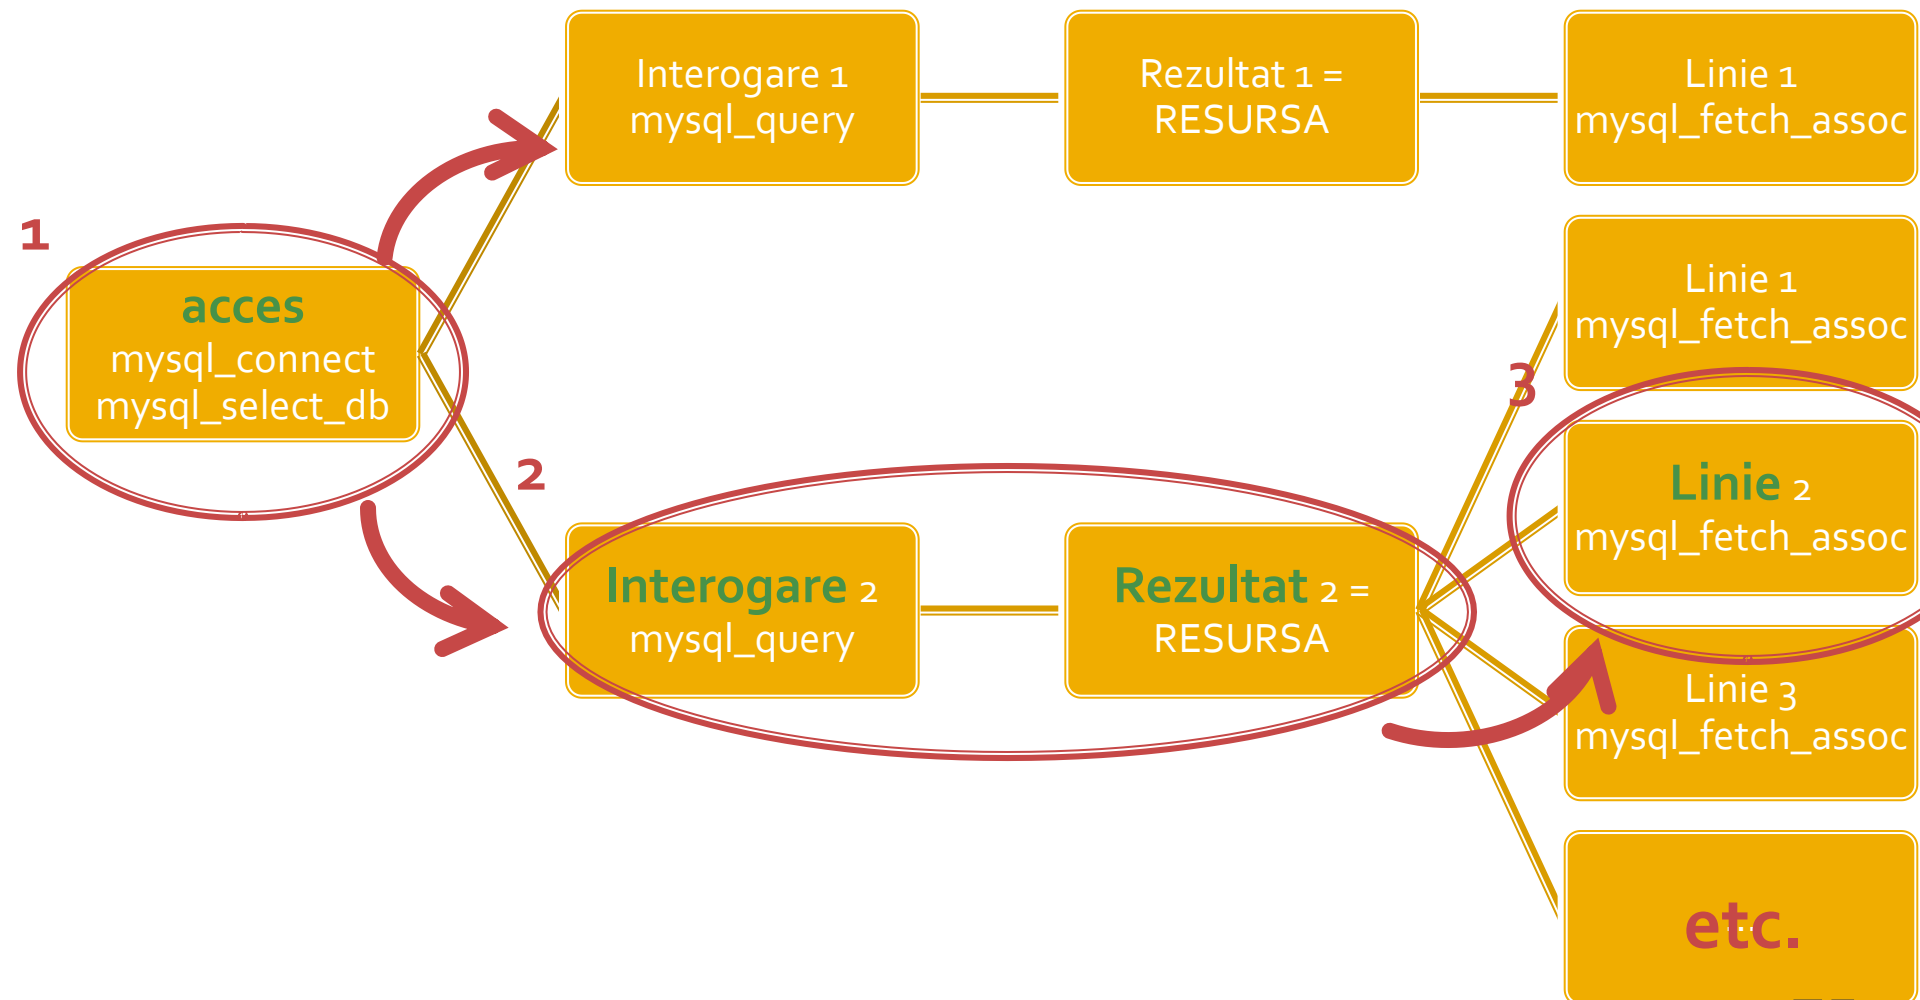 Interogare 1
mysql_query
Rezultat 1 =
RESURSA
Linie 1
mysql_fetch_assoc
1
acces
mysql_connect
mysql_select_db
Linie 1
mysql_fetch_assoc
3
2
Linie 2
mysql_fetch_assoc
Interogare 2
mysql_query
Rezultat 2 =
RESURSA
Linie 3
mysql_fetch_assoc
etc.